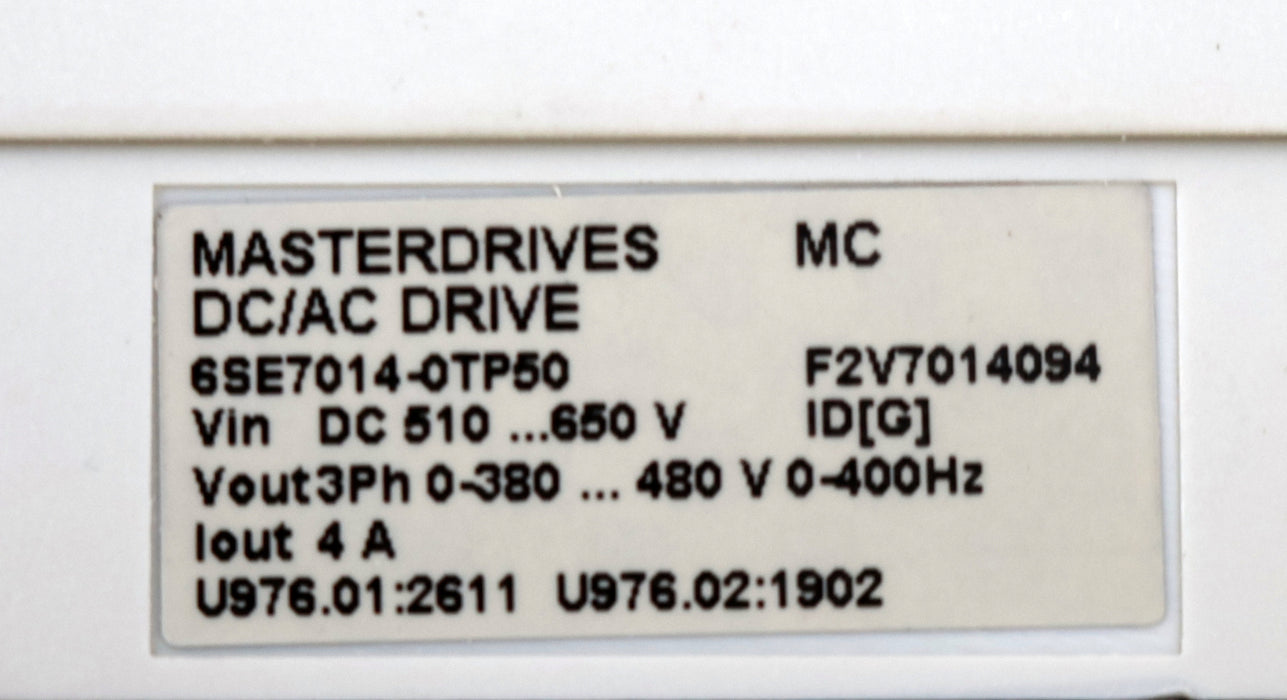 MASTERDRIVES MC
DC/AC DRIVE
6SE7014-0TP50 F2V7014094
Vin DC 510 ...650 V ID[G]
Vout3Ph 0-380 ... 480 V 0-400Hz
Iout 4 A
U976.01:2611 U976.02:1902